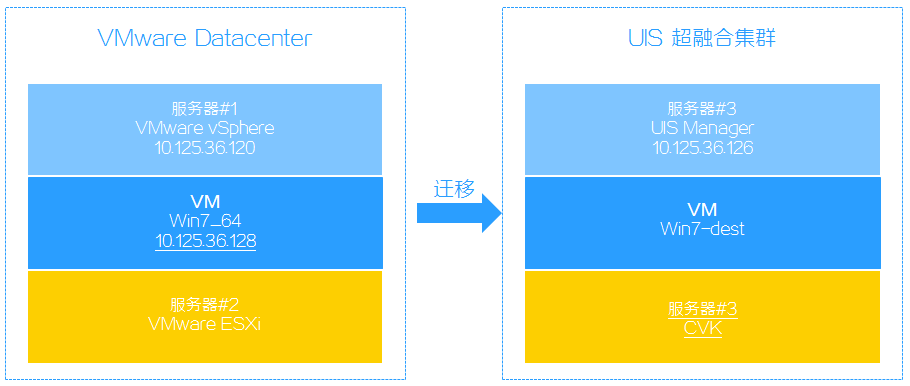 VMware Datacenter
服务器#1
VMware vSphere
10.125.36.120
VM
Win7_64
10.125.36.128
服务器#2
VMware ESXi
迁移
UIS 超融合集群
服务器#3
UIS Manager
10.125.36.126
VM
Win7-dest
服务器#3
CVK